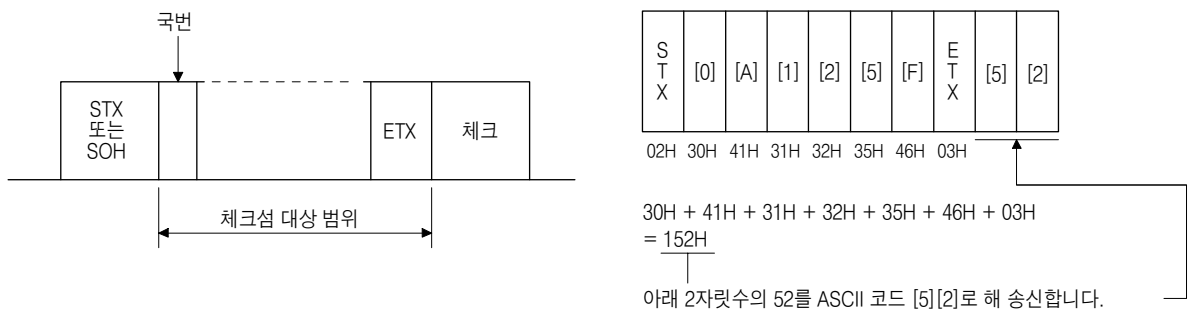 국번
STX
또는
SOH
ETX
체크
체크섬 대상 범위
STX [0] [A] [1] [2] [5] [F] ETX [5] [2]
02H 30H 41H 31H 32H 35H 46H 03H
30H + 41H + 31H + 32H + 35H + 46H + 03H
= 152H
아래 2자릿수의 52를 ASCII 코드 [5][2]로 해 송신합니다.